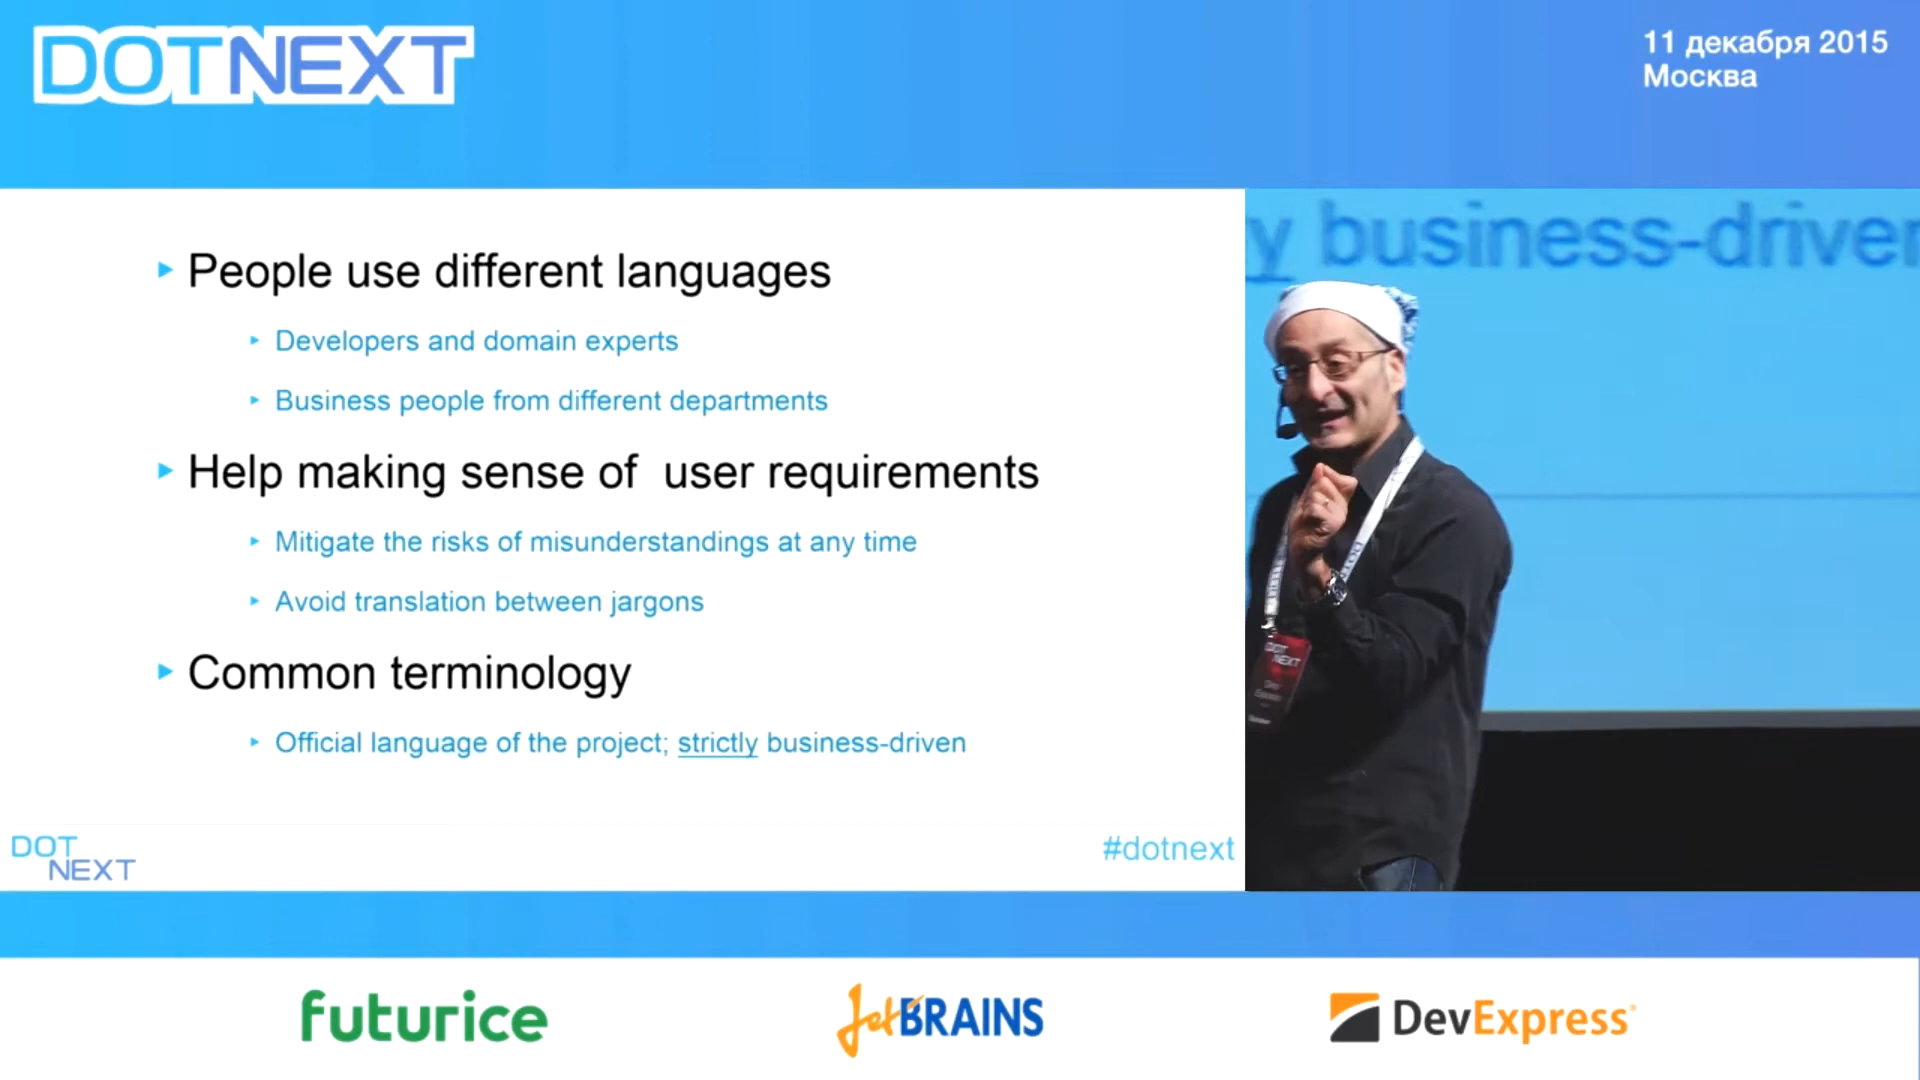 DOTNEXT
11 декабря 2015
Москва
People use different languages
Developers and domain experts
Business people from different departments
Help making sense of  user requirements
Mitigate the risks of misunderstandings at any time
Avoid translation between jargons
Common terminology
Official language of the project; strictly business-driven
DOT
NEXT
#dotnext
y business-driven
DOT
NEXT
futurice
JetBRAINS
DevExpress